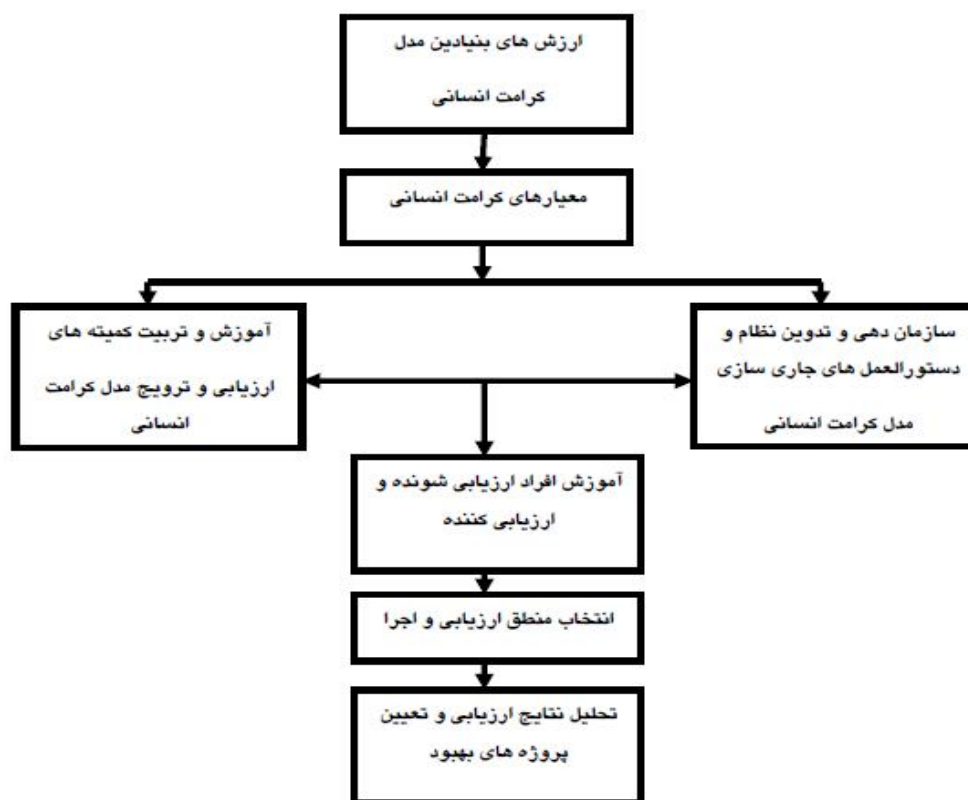 ارزش های بنیادین مدل
کرامت انسانی
معیارهای کرامت انسانی
سازمان دهی و تدوین نظام و
دستورالعمل های جاری سازی
مدل کرامت انسانی
آموزش و تربیت کمیته های
ارزیابی و ترویج مدل کرامت
انسانی
آموزش افراد ارزیابی شونده و
ارزیابی کننده
انتخاب منطق ارزیابی و اجرا
تحلیل نتایج ارزیابی و تعیین
پروژه های بهبود